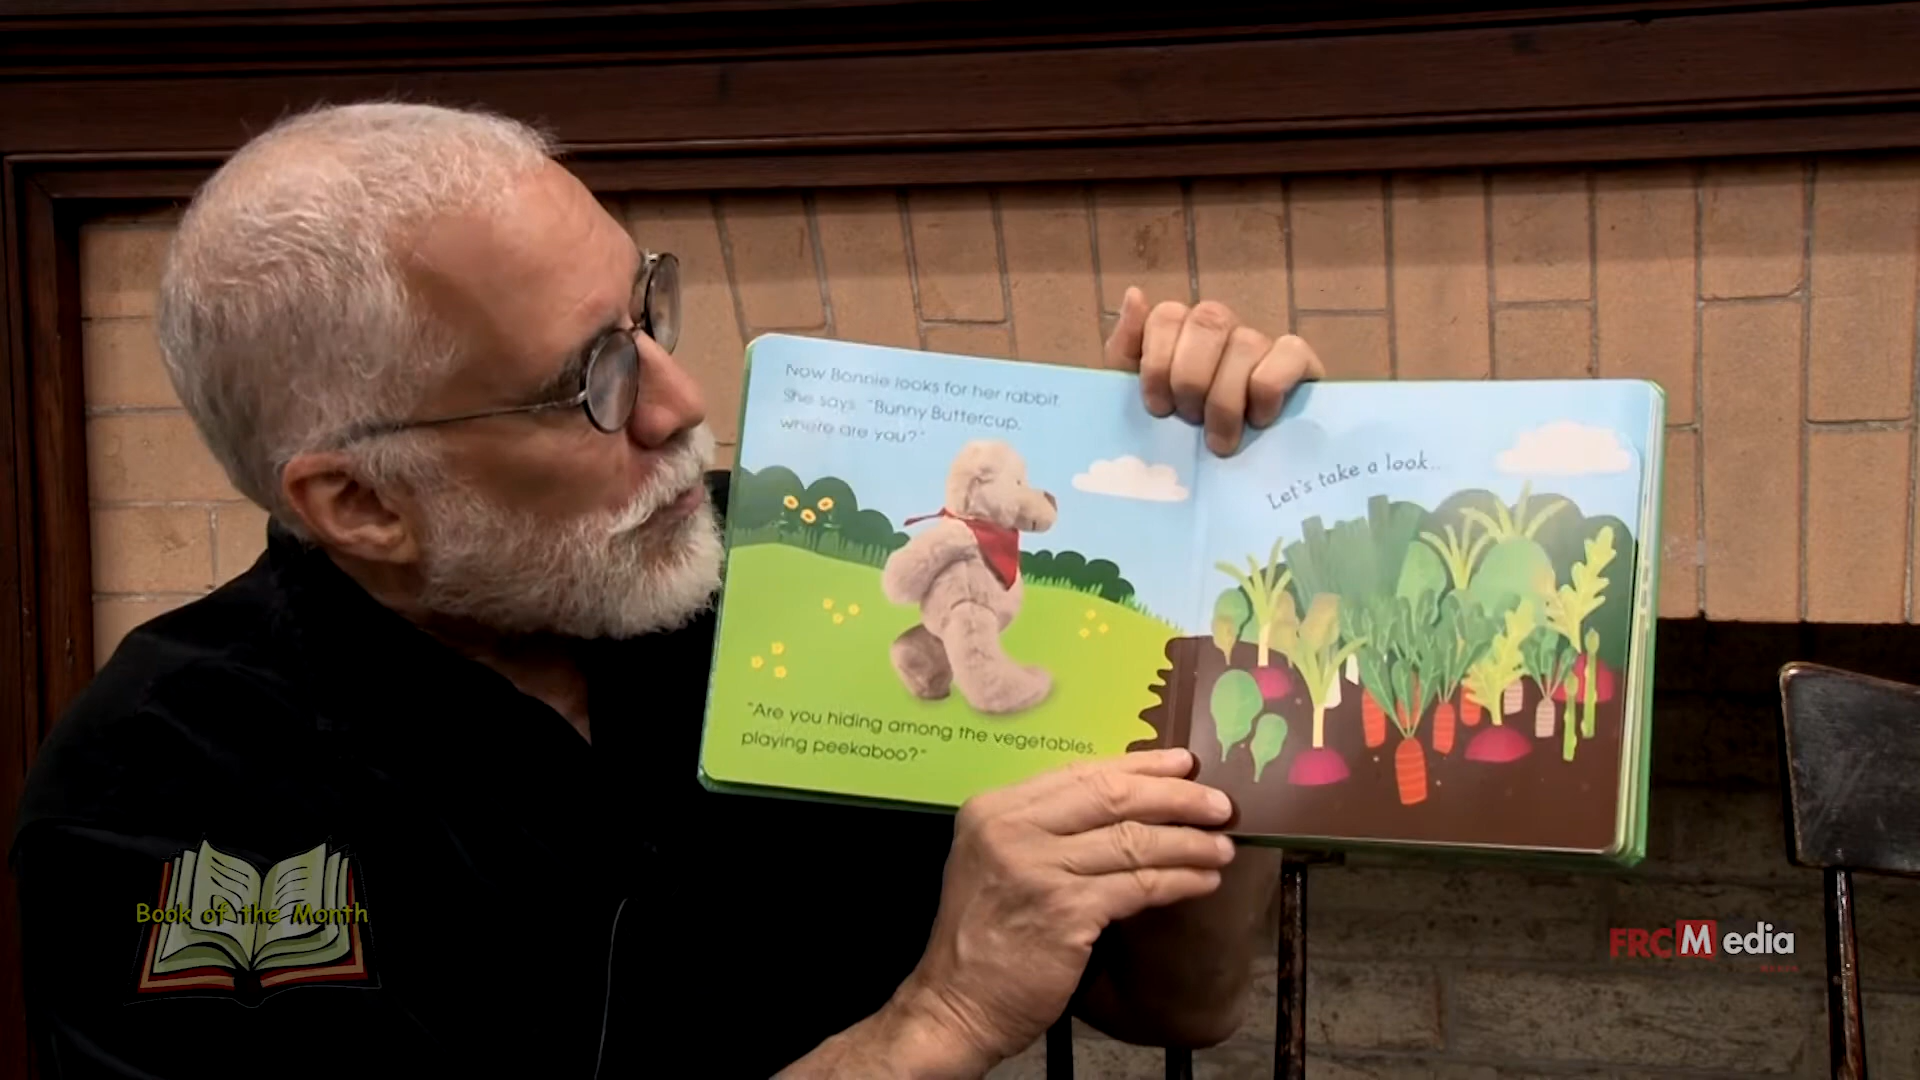 Now Bonnie looks for her rabbit.
She says, "Bunny Buttercup,
where are you?"
Let's take a look...
"Are you hiding among the vegetables,
playing peekaboo?"
Book of the Month
FRCMedia